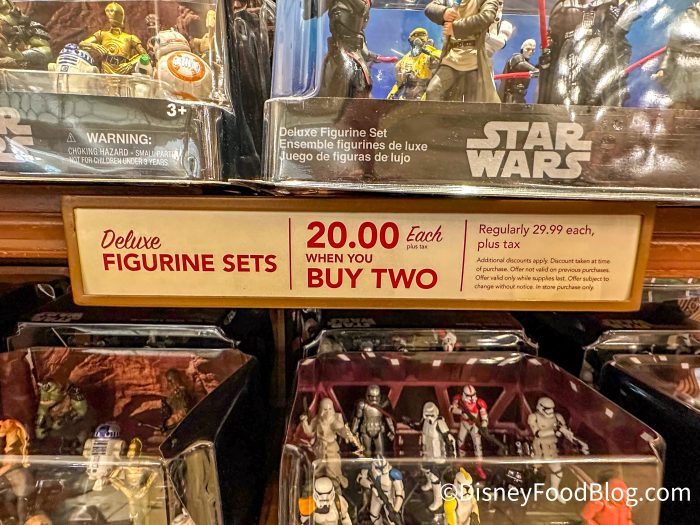 3+
STAR
WARS
WARNING:
CHOKING HAZARD - SMALL PARTS
NOT FOR CHILDREN UNDER 3 YEARS
Deluxe Figurine Set
Ensemble figurines de luxe
Juego de figuras de lujo
STAR
WARS
Deluxe
FIGURINE SETS
20.00 Each
plus tax
WHEN YOU
BUY TWO
Regularly 29.99 each,
plus tax
Additional discounts apply. Discount taken at time
of purchase. Offer not valid on previous purchases.
Offer valid only while supplies last. Offer subject to
change without notice. In store purchase only.
©DisneyFoodBlog.com